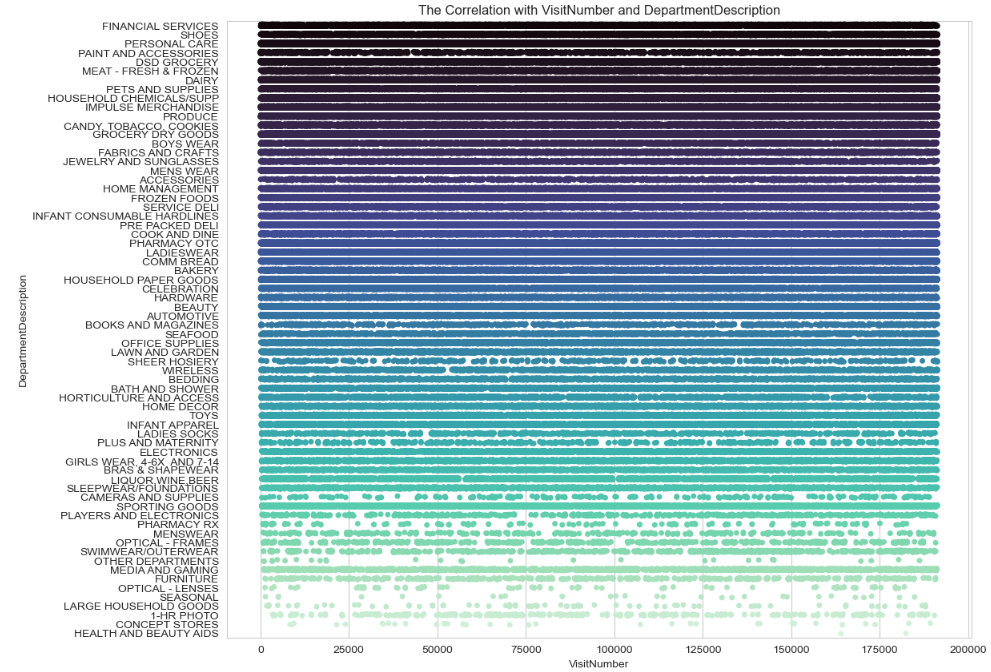 The Correlation with VisitNumber and DepartmentDescription
FINANCIAL SERVICES
SHOES
PERSONAL CARE
PAINT AND ACCESSORIES
DSD GROCERY
MEAT - FRESH & FROZEN
DAIRY
PETS AND SUPPLIES
HOUSEHOLD CHEMICALS/SUPP
IMPULSE MERCHANDISE
PRODUCE
CANDY, TOBACCO, COOKIES
GROCERY DRY GOODS
BOYS WEAR
FABRICS AND CRAFTS
JEWELRY AND SUNGLASSES
MENS WEAR
ACCESSORIES
HOME MANAGEMENT
FROZEN FOODS
SERVICE DELI
INFANT CONSUMABLE HARDLINES
PRE PACKED DELI
COOK AND DINE
PHARMACY OTC
LADIESWEAR
COMM BREAD
BAKERY
HOUSEHOLD PAPER GOODS
CELEBRATION
HARDWARE
BEAUTY
AUTOMOTIVE
BOOKS AND MAGAZINES
SEAFOOD
OFFICE SUPPLIES
LAWN AND GARDEN
SHEER HOSIERY
WIRELESS
BEDDING
BATH AND SHOWER
HORTICULTURE AND ACCESS
HOME DECOR
TOYS
INFANT APPAREL
LADIES SOCKS
PLUS AND MATERNITY
ELECTRONICS
GIRLS WEAR, 4-6X AND 7-14
BRAS & SHAPEWEAR
LIQUOR,WINE,BEER
SLEEPWEAR/FOUNDATIONS
CAMERAS AND SUPPLIES
SPORTING GOODS
PLAYERS AND ELECTRONICS
PHARMACY RX
MENSWEAR
OPTICAL - FRAMES
SWIMWEAR/OUTERWEAR
OTHER DEPARTMENTS
MEDIA AND GAMING
FURNITURE
OPTICAL - LENSES
SEASONAL
LARGE HOUSEHOLD GOODS
1-HR PHOTO
CONCEPT STORES
HEALTH AND BEAUTY AIDS
DepartmentDescription
0 25000 50000 75000 100000 125000 150000 175000 200000
VisitNumber